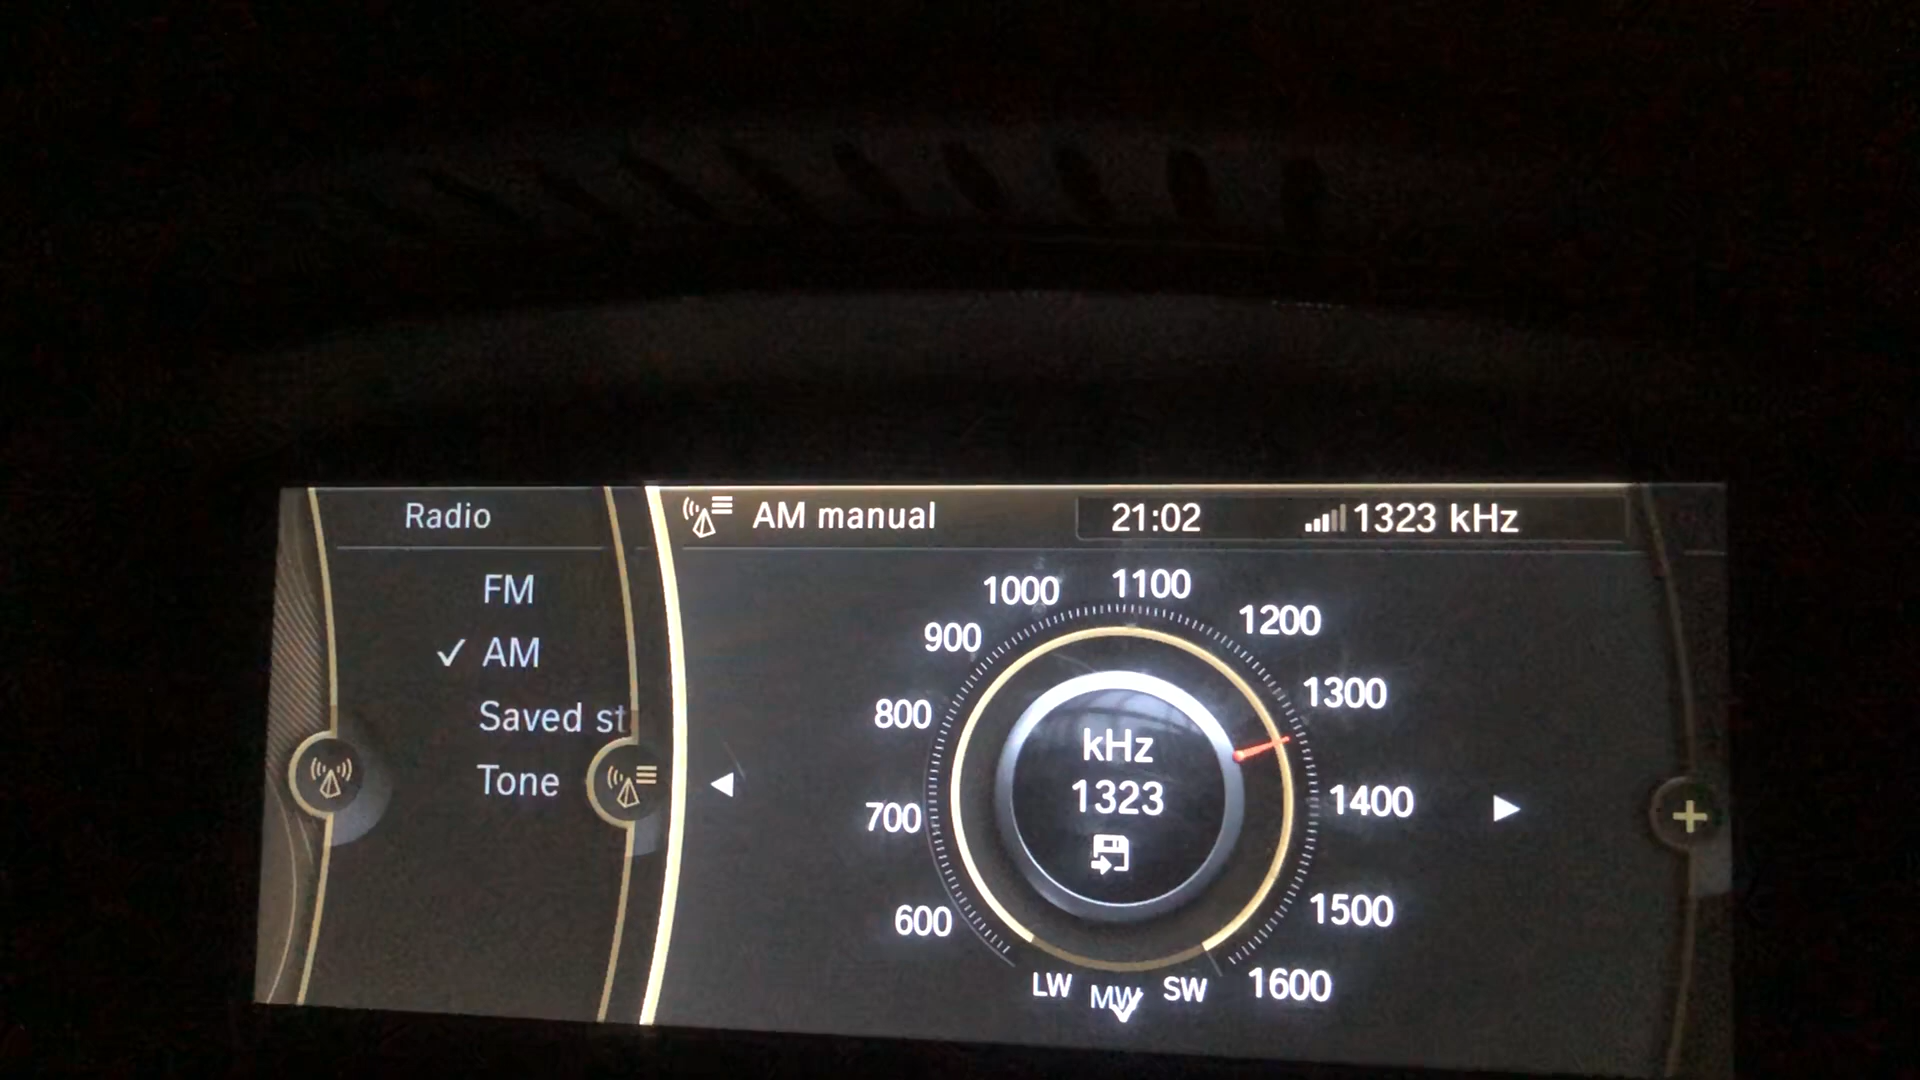 Radio
AM manual
21:02
1323 kHz
FM
AM
Saved st
Tone
1000
1100
900
1200
800
1300
700
1400
600
1500
1600
kHz
1323
LW
MW
SW